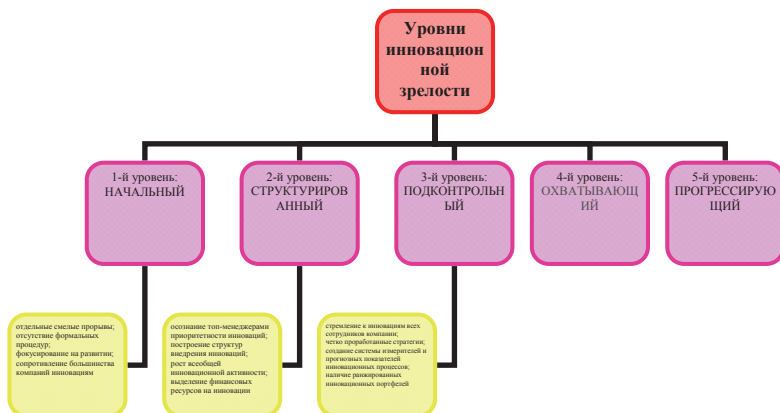 Уровни
инновацион
ной
зрелости
1-й уровень:
НАЧАЛЬНЫЙ
2-й уровень:
СТРУКТУРИРОВ
АННЫЙ
3-й уровень:
ПОДКОНТРОЛЬН
ЫЙ
4-й уровень:
ОХВАТЫВАЮЩ
ИЙ
5-й уровень:
ПРОГРЕССИРУЮ
ЩИЙ
отдельные смелые прорывы;
отсутствие формальных
процедур;
фокусирование на развитии;
сопротивление большинства
компаний инновациям
осознание топ-менеджерами
приоритетности инноваций;
построение структур
внедрения инноваций;
рост всеобщей
инновационной активности;
выделение финансовых
ресурсов на инновации
стремление к инновациям всех
сотрудников компании;
четко проработанные стратегии;
создание системы измерителей и
прогнозных показателей
инновационных процессов;
наличие ранжированных
инновационных портфелей